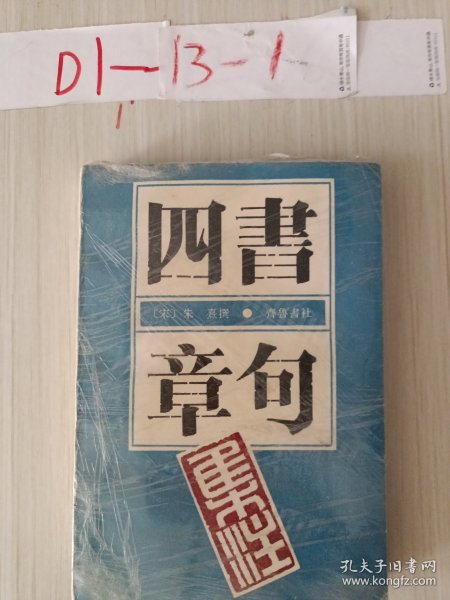 D1-13-1
四書
〔宋〕朱熹撰 ● 齊魯書社
章句
集注
孔夫子旧书网
www.kongfz.com